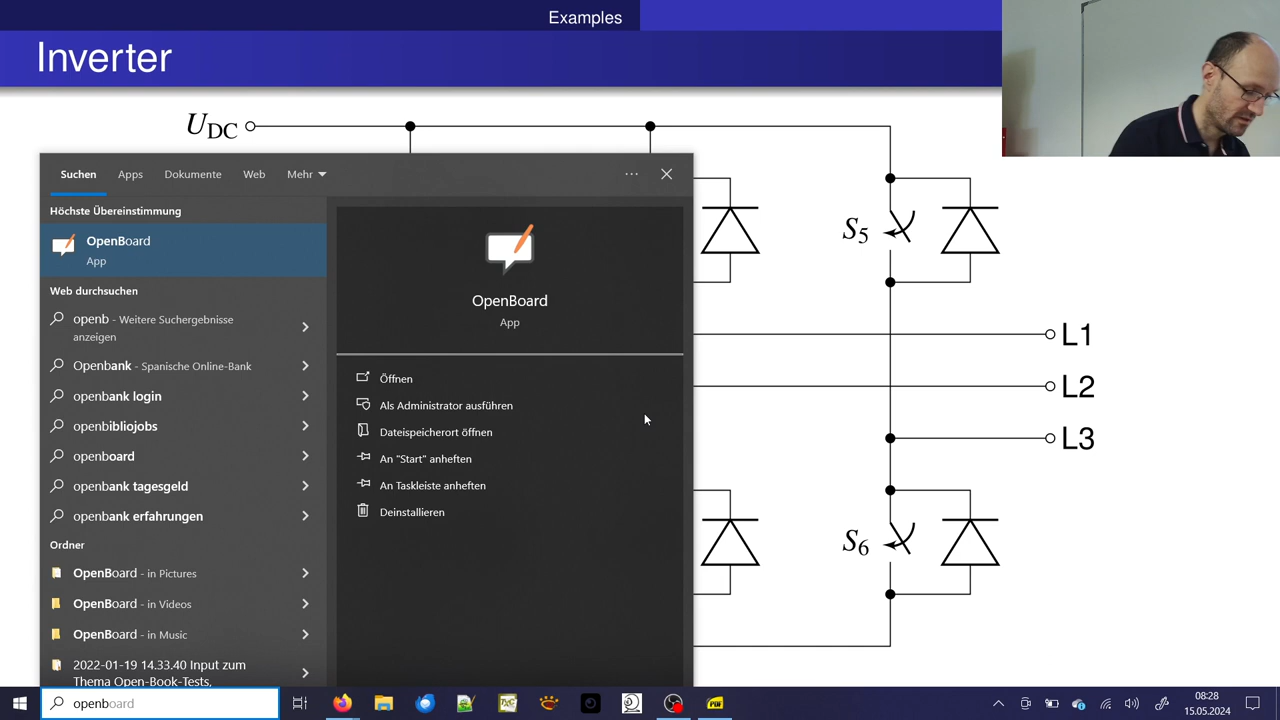 Examples
Inverter
UDC
S5
L1
L2
L3
S6
Suchen Apps Dokumente Web Mehr
Höchste Übereinstimmung
OpenBoard
App
Web durchsuchen
openb - Weitere Suchergebnisse
anzeigen
Openbank - Spanische Online-Bank
openbank login
openbibliojobs
openboard
openbank tagesgeld
openbank erfahrungen
Ordner
OpenBoard - in Pictures
OpenBoard - in Videos
OpenBoard - in Music
2022-01-19 14.33.40 Input zum
Thema Open-Book-Tests,
OpenBoard
App
Öffnen
Als Administrator ausführen
Dateispeicherort öffnen
An "Start" anheften
An Taskleiste anheften
Deinstallieren
openboard
08:28
15.05.2024